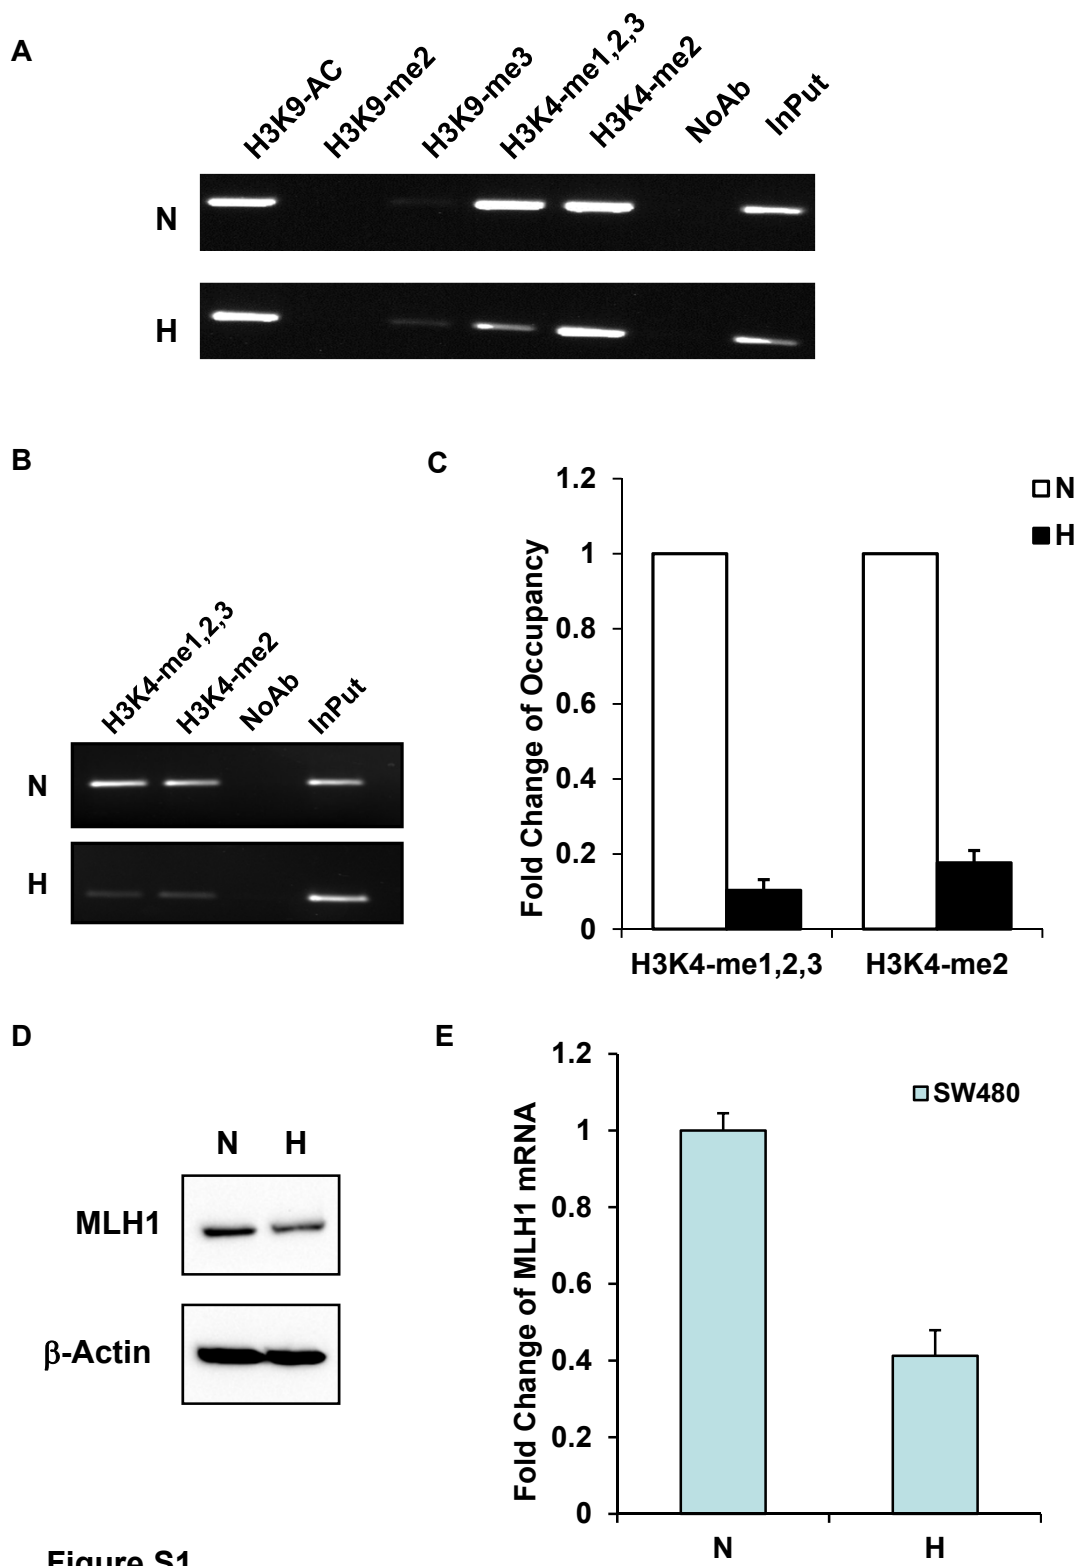 A
H3K9-AC
H3K9-me2
H3K9-me3
H3K4-me1,2,3
H3K4-me2
NoAb
InPut
N
H
B
H3K4-me1,2,3
H3K4-me2
NoAb
InPut
N
H
C
Fold Change of Occupancy
1.2
1
0.8
0.6
0.4
0.2
0
N
H
H3K4-me1,2,3
H3K4-me2
D
N
H
MLH1
β-Actin
E
Fold Change of MLH1 mRNA
1.2
1
0.8
0.6
0.4
0.2
0
SW480
N
H
Figure S1